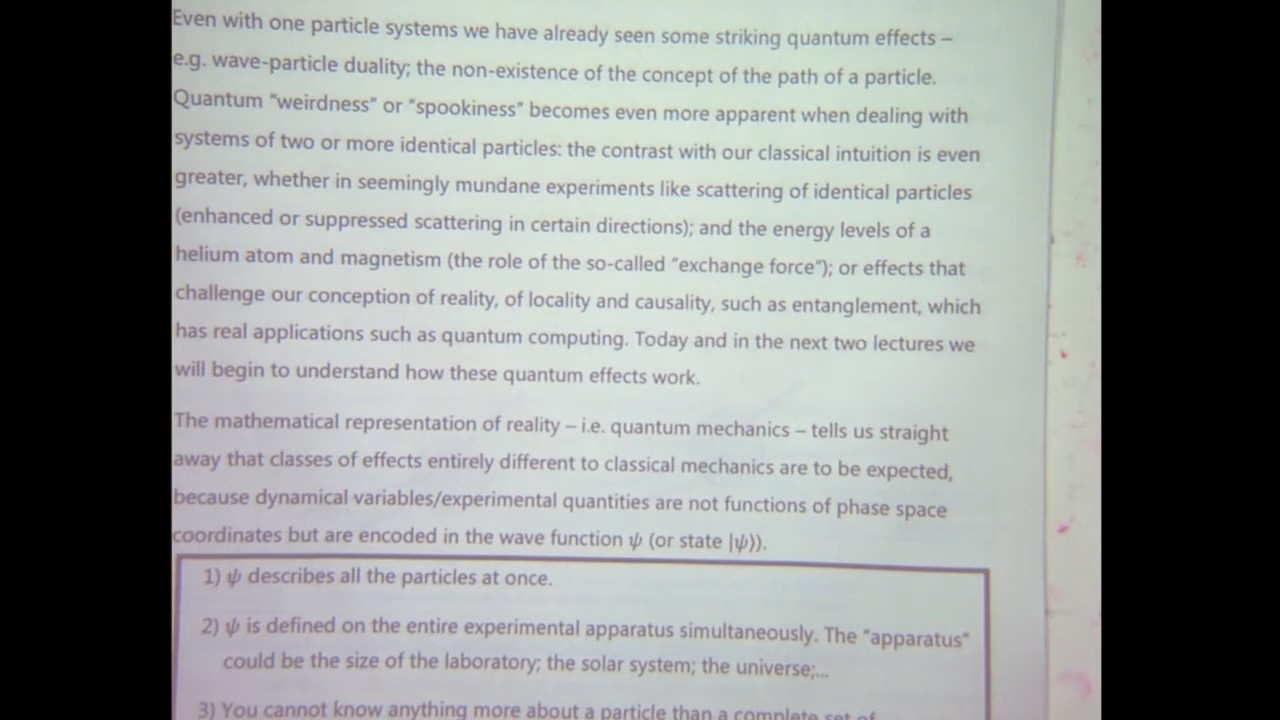 Even with one particle systems we have already seen some striking quantum effects –
e.g. wave-particle duality; the non-existence of the concept of the path of a particle.
Quantum "weirdness" or "spookiness" becomes even more apparent when dealing with
systems of two or more identical particles: the contrast with our classical intuition is even
greater, whether in seemingly mundane experiments like scattering of identical particles
(enhanced or suppressed scattering in certain directions); and the energy levels of a
helium atom and magnetism (the role of the so-called "exchange force"); or effects that
challenge our conception of reality, of locality and causality, such as entanglement, which
has real applications such as quantum computing. Today and in the next two lectures we
will begin to understand how these quantum effects work.
The mathematical representation of reality – i.e. quantum mechanics – tells us straight
away that classes of effects entirely different to classical mechanics are to be expected,
because dynamical variables/experimental quantities are not functions of phase space
coordinates but are encoded in the wave function ψ (or state |ψ⟩).
1) ψ describes all the particles at once.
2) ψ is defined on the entire experimental apparatus simultaneously. The "apparatus"
could be the size of the laboratory; the solar system; the universe;...
3) You cannot know anything more about a particle than a complete set of